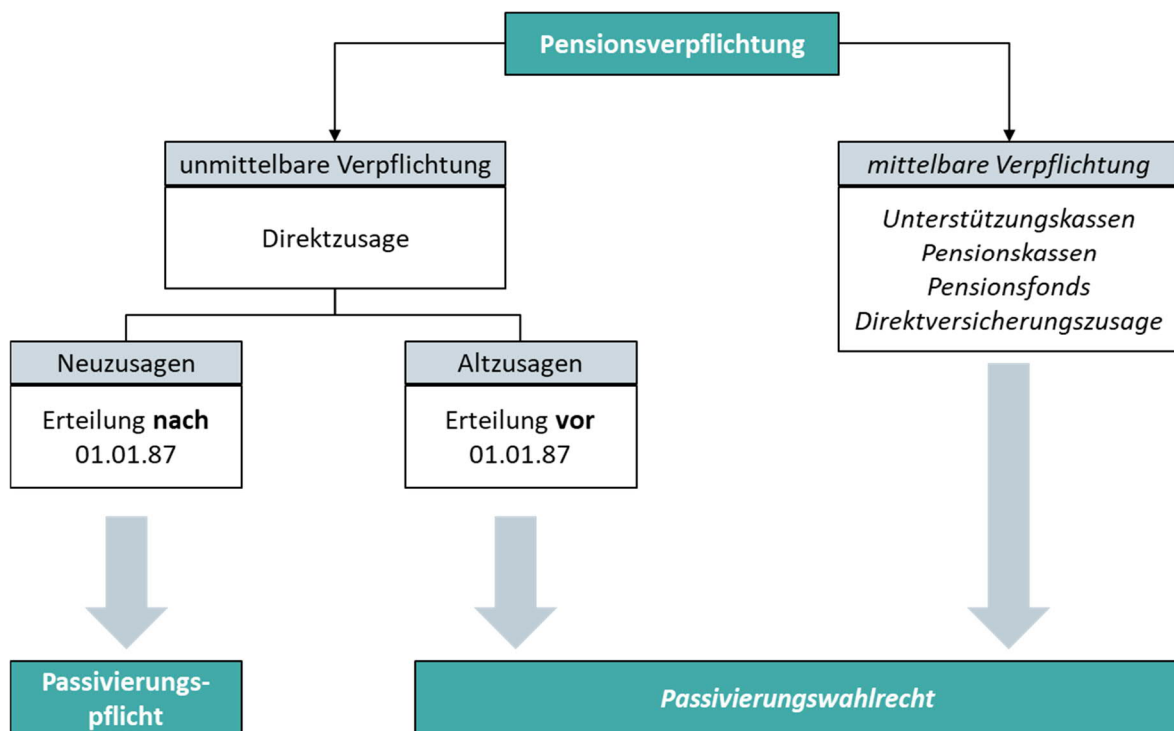 Pensionsverpflichtung
unmittelbare Verpflichtung
Direktzusage
mittelbare Verpflichtung
Unterstützungskassen
Pensionskassen
Pensionsfonds
Direktversicherungszusage
Neuzusagen
Erteilung nach
01.01.87
Altzusagen
Erteilung vor
01.01.87
Passivierungs-
pflicht
Passivierungswahlrecht